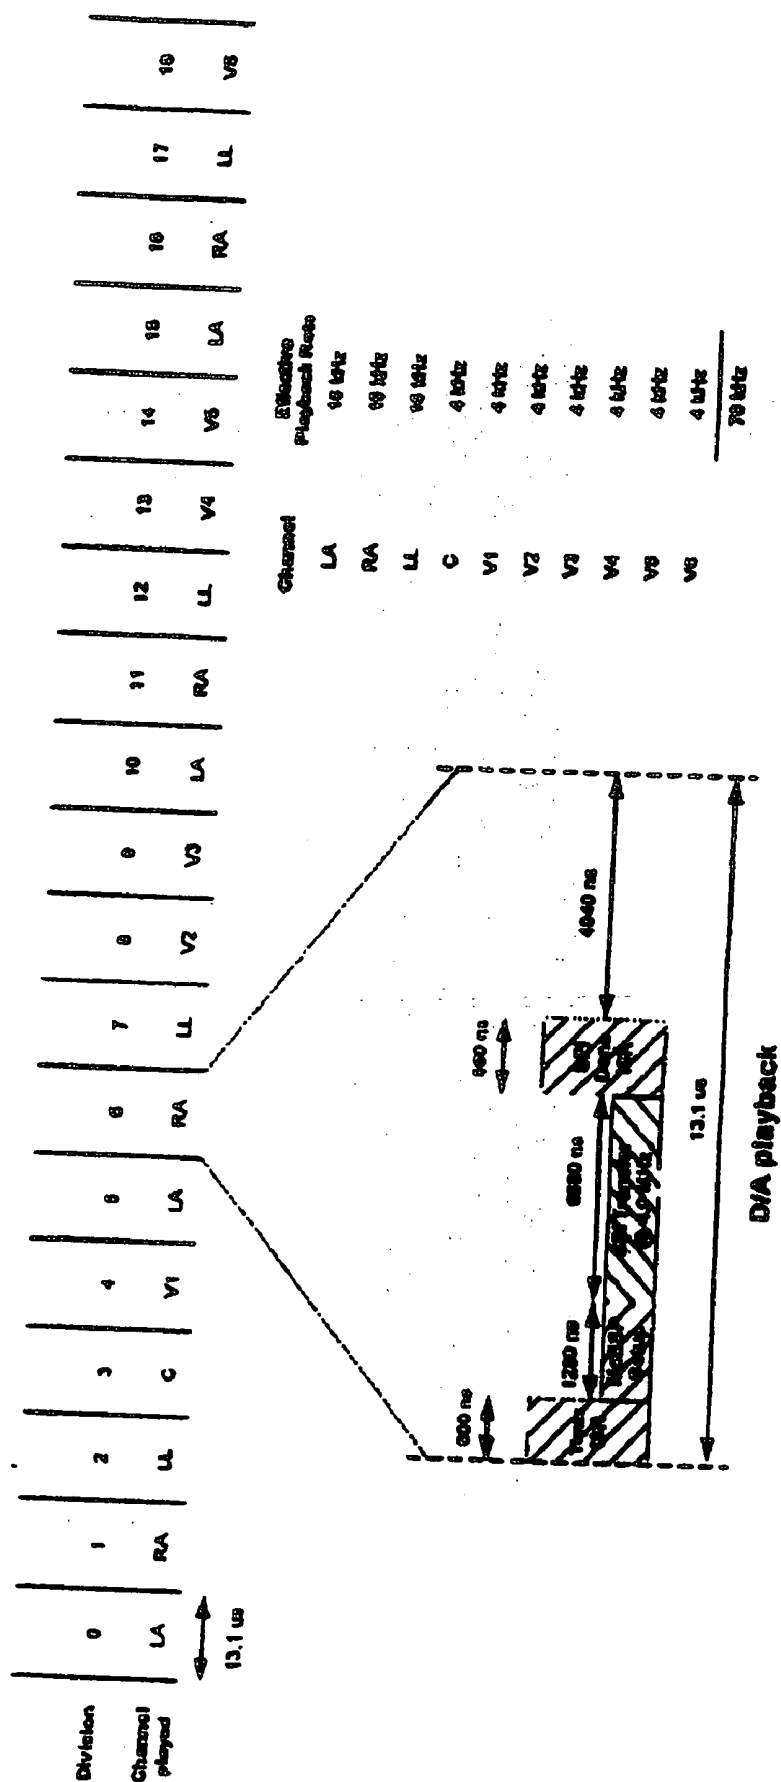 Division 0 1 2 3 4 5 6 7 8 9 10 11 12 13 14 15 16 17 18
Channel
played
LA RA LL C V1 LA RA LL V2 V3 LA RA LL V4 V5 LA RA LL V6
13.1 us
Channel
Effective
Playback Rate
LA 16 kHz
RA 16 kHz
LL 16 kHz
C 4 kHz
V1 4 kHz
V2 4 kHz
V3 4 kHz
V4 4 kHz
V5 4 kHz
V6 4 kHz
76 kHz
1280 ns
4040 ns
13.1 us
D/A playback